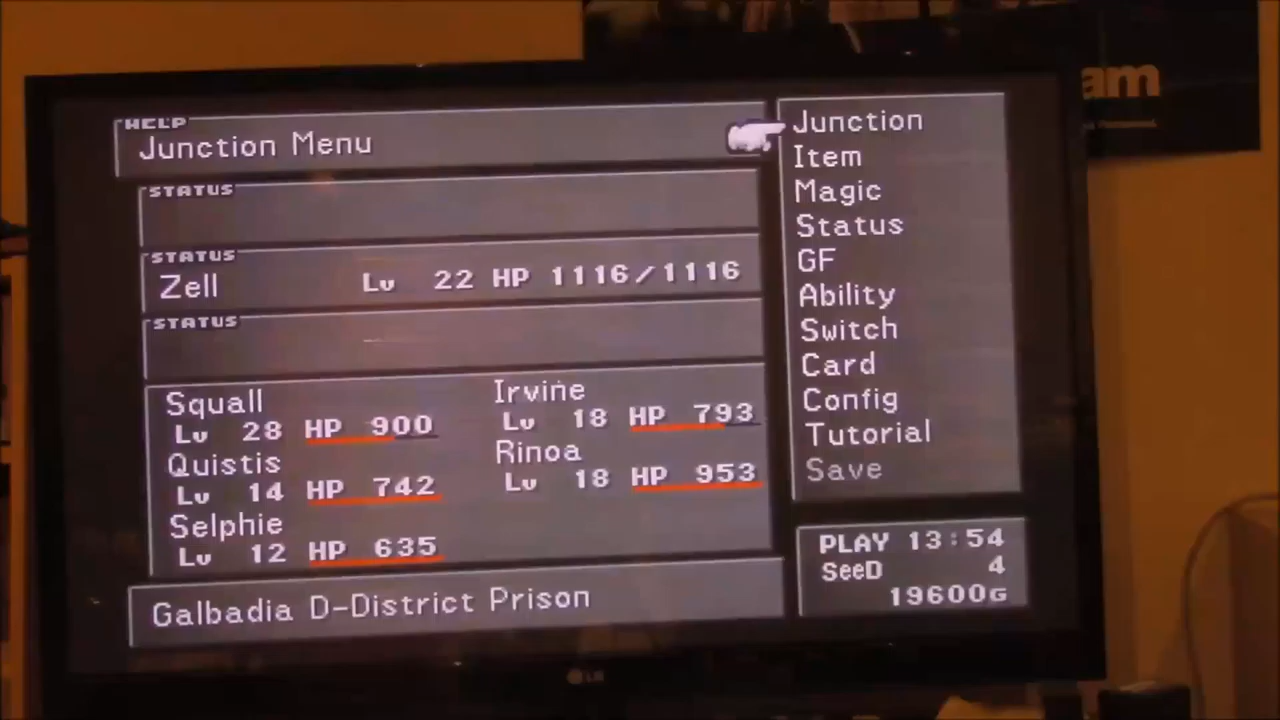 HELP
Junction Menu
STATUS
STATUS
Zell Lv 22 HP 1116/1116
STATUS
Squall
Lv 28 HP 900
Quistis
Lv 14 HP 742
Selphie
Lv 12 HP 635
Irvine
Lv 18 HP 793
Rinoa
Lv 18 HP 953
Galbadia D-District Prison
Junction
Item
Magic
Status
GF
Ability
Switch
Card
Config
Tutorial
Save
PLAY 13:54
SeeD 4
19600G
am
LG